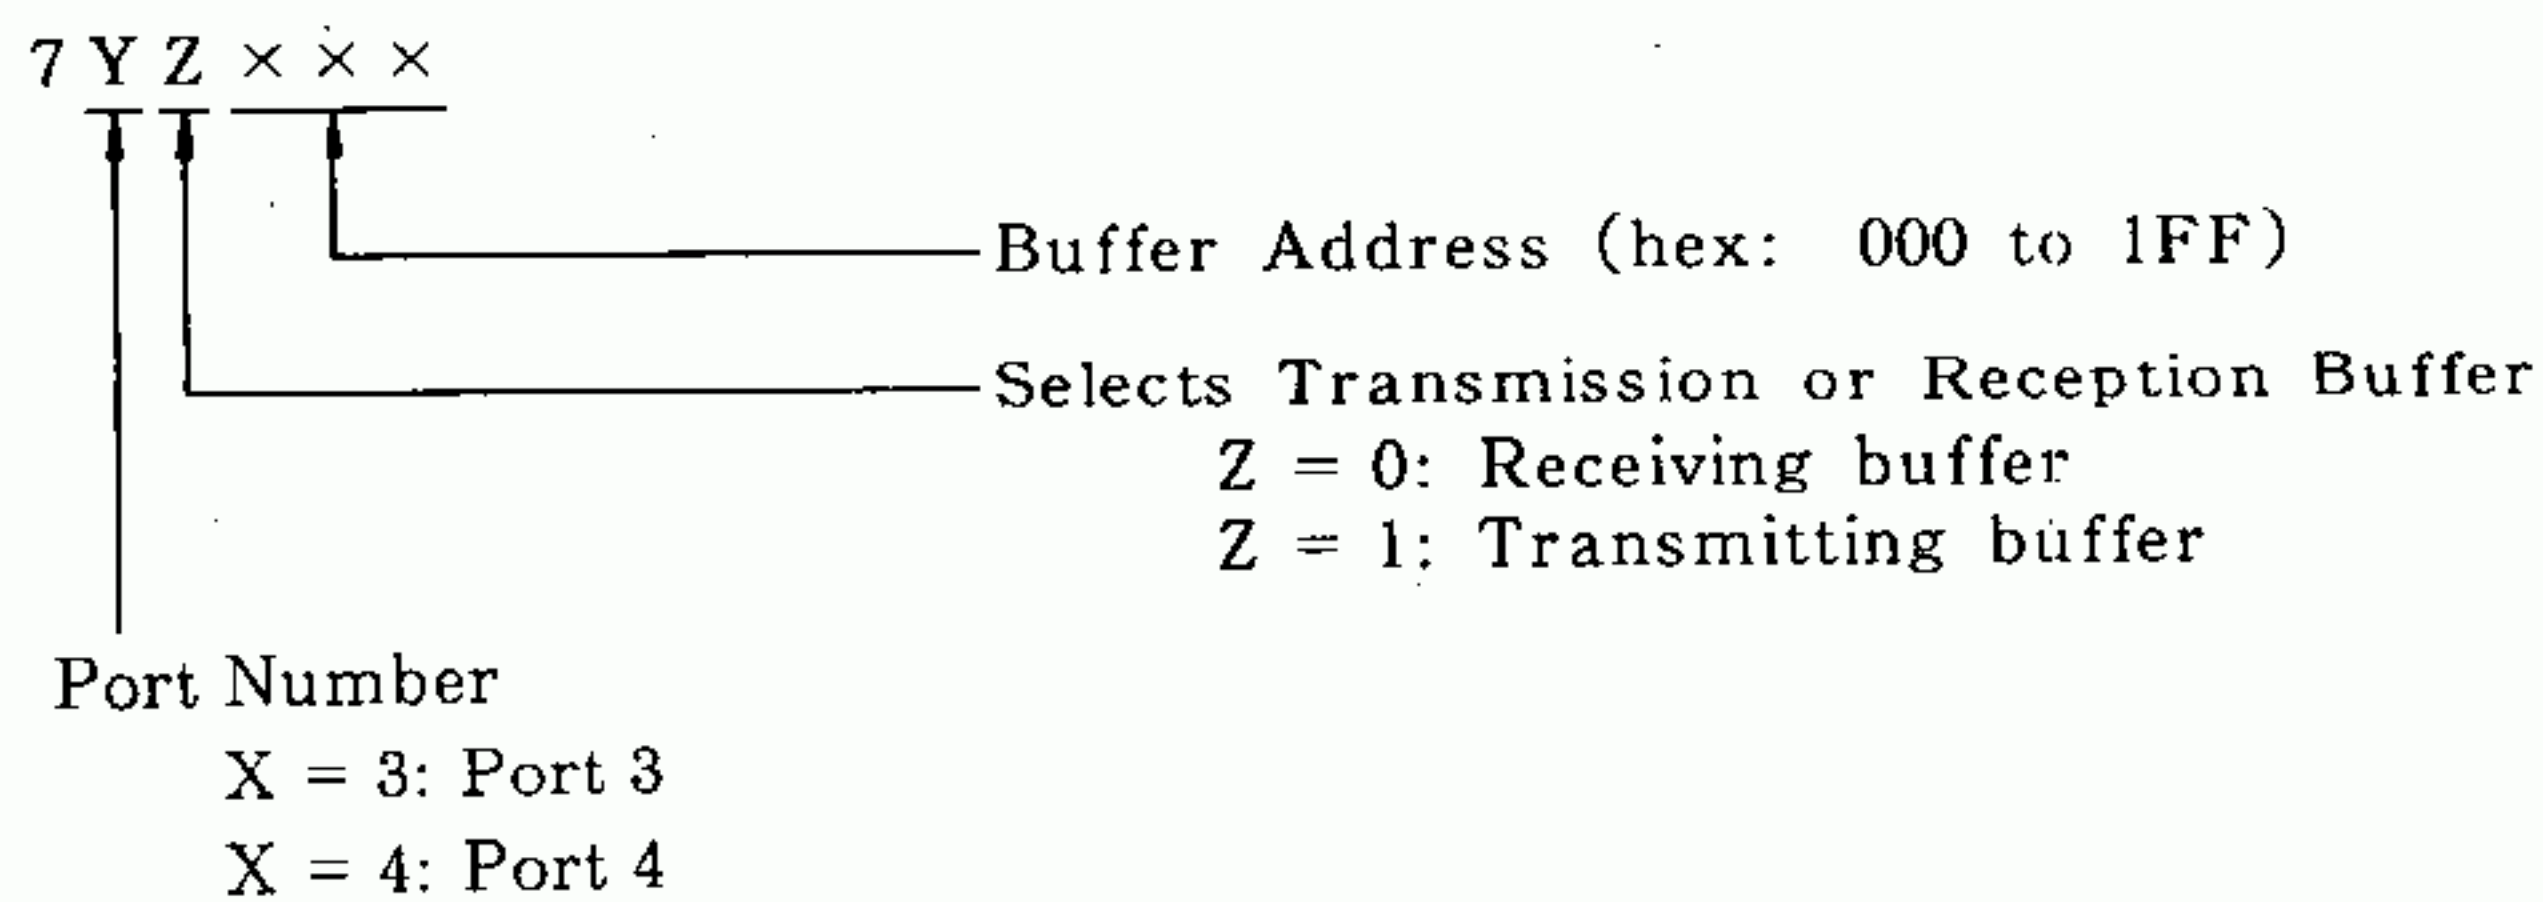 7 Y Z × × ×
Buffer Address (hex: 000 to 1FF)
Selects Transmission or Reception Buffer
Z = 0: Receiving buffer
Z = 1: Transmitting buffer
Port Number
X = 3: Port 3
X = 4: Port 4